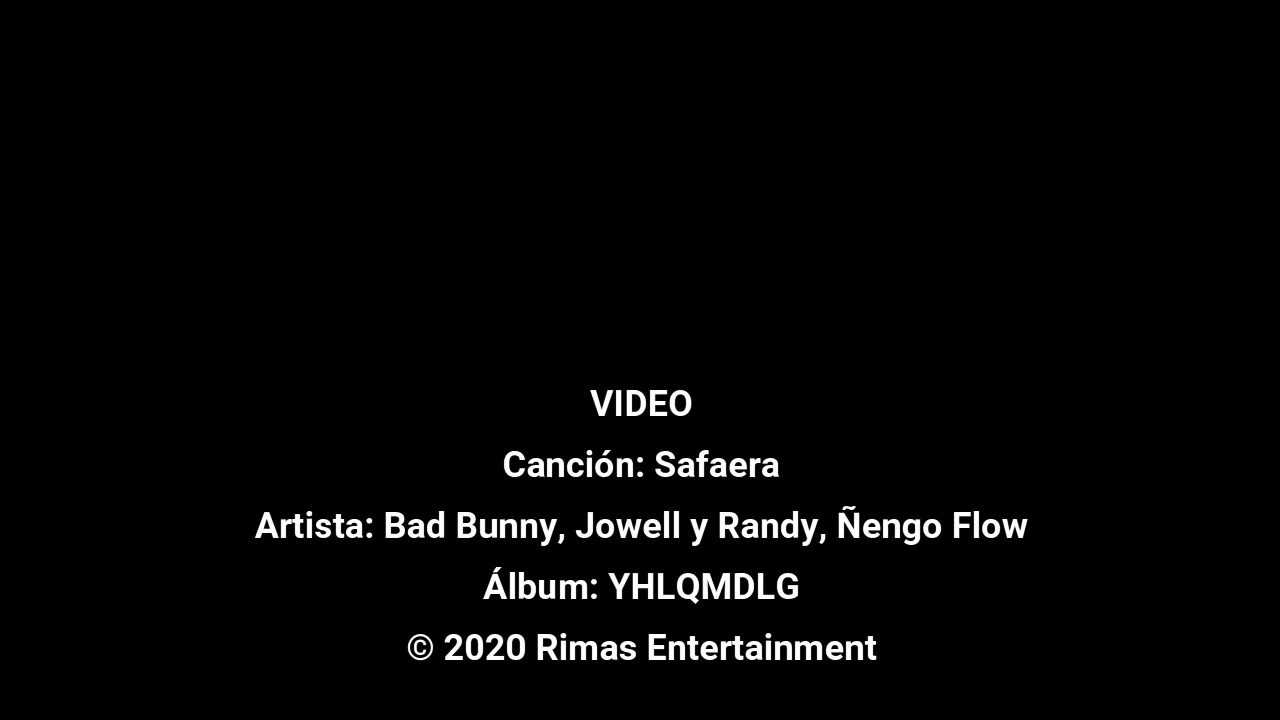 VIDEO
Canción: Safaera
Artista: Bad Bunny, Jowell y Randy, Ñengo Flow
Álbum: YHLQMDLG
© 2020 Rimas Entertainment